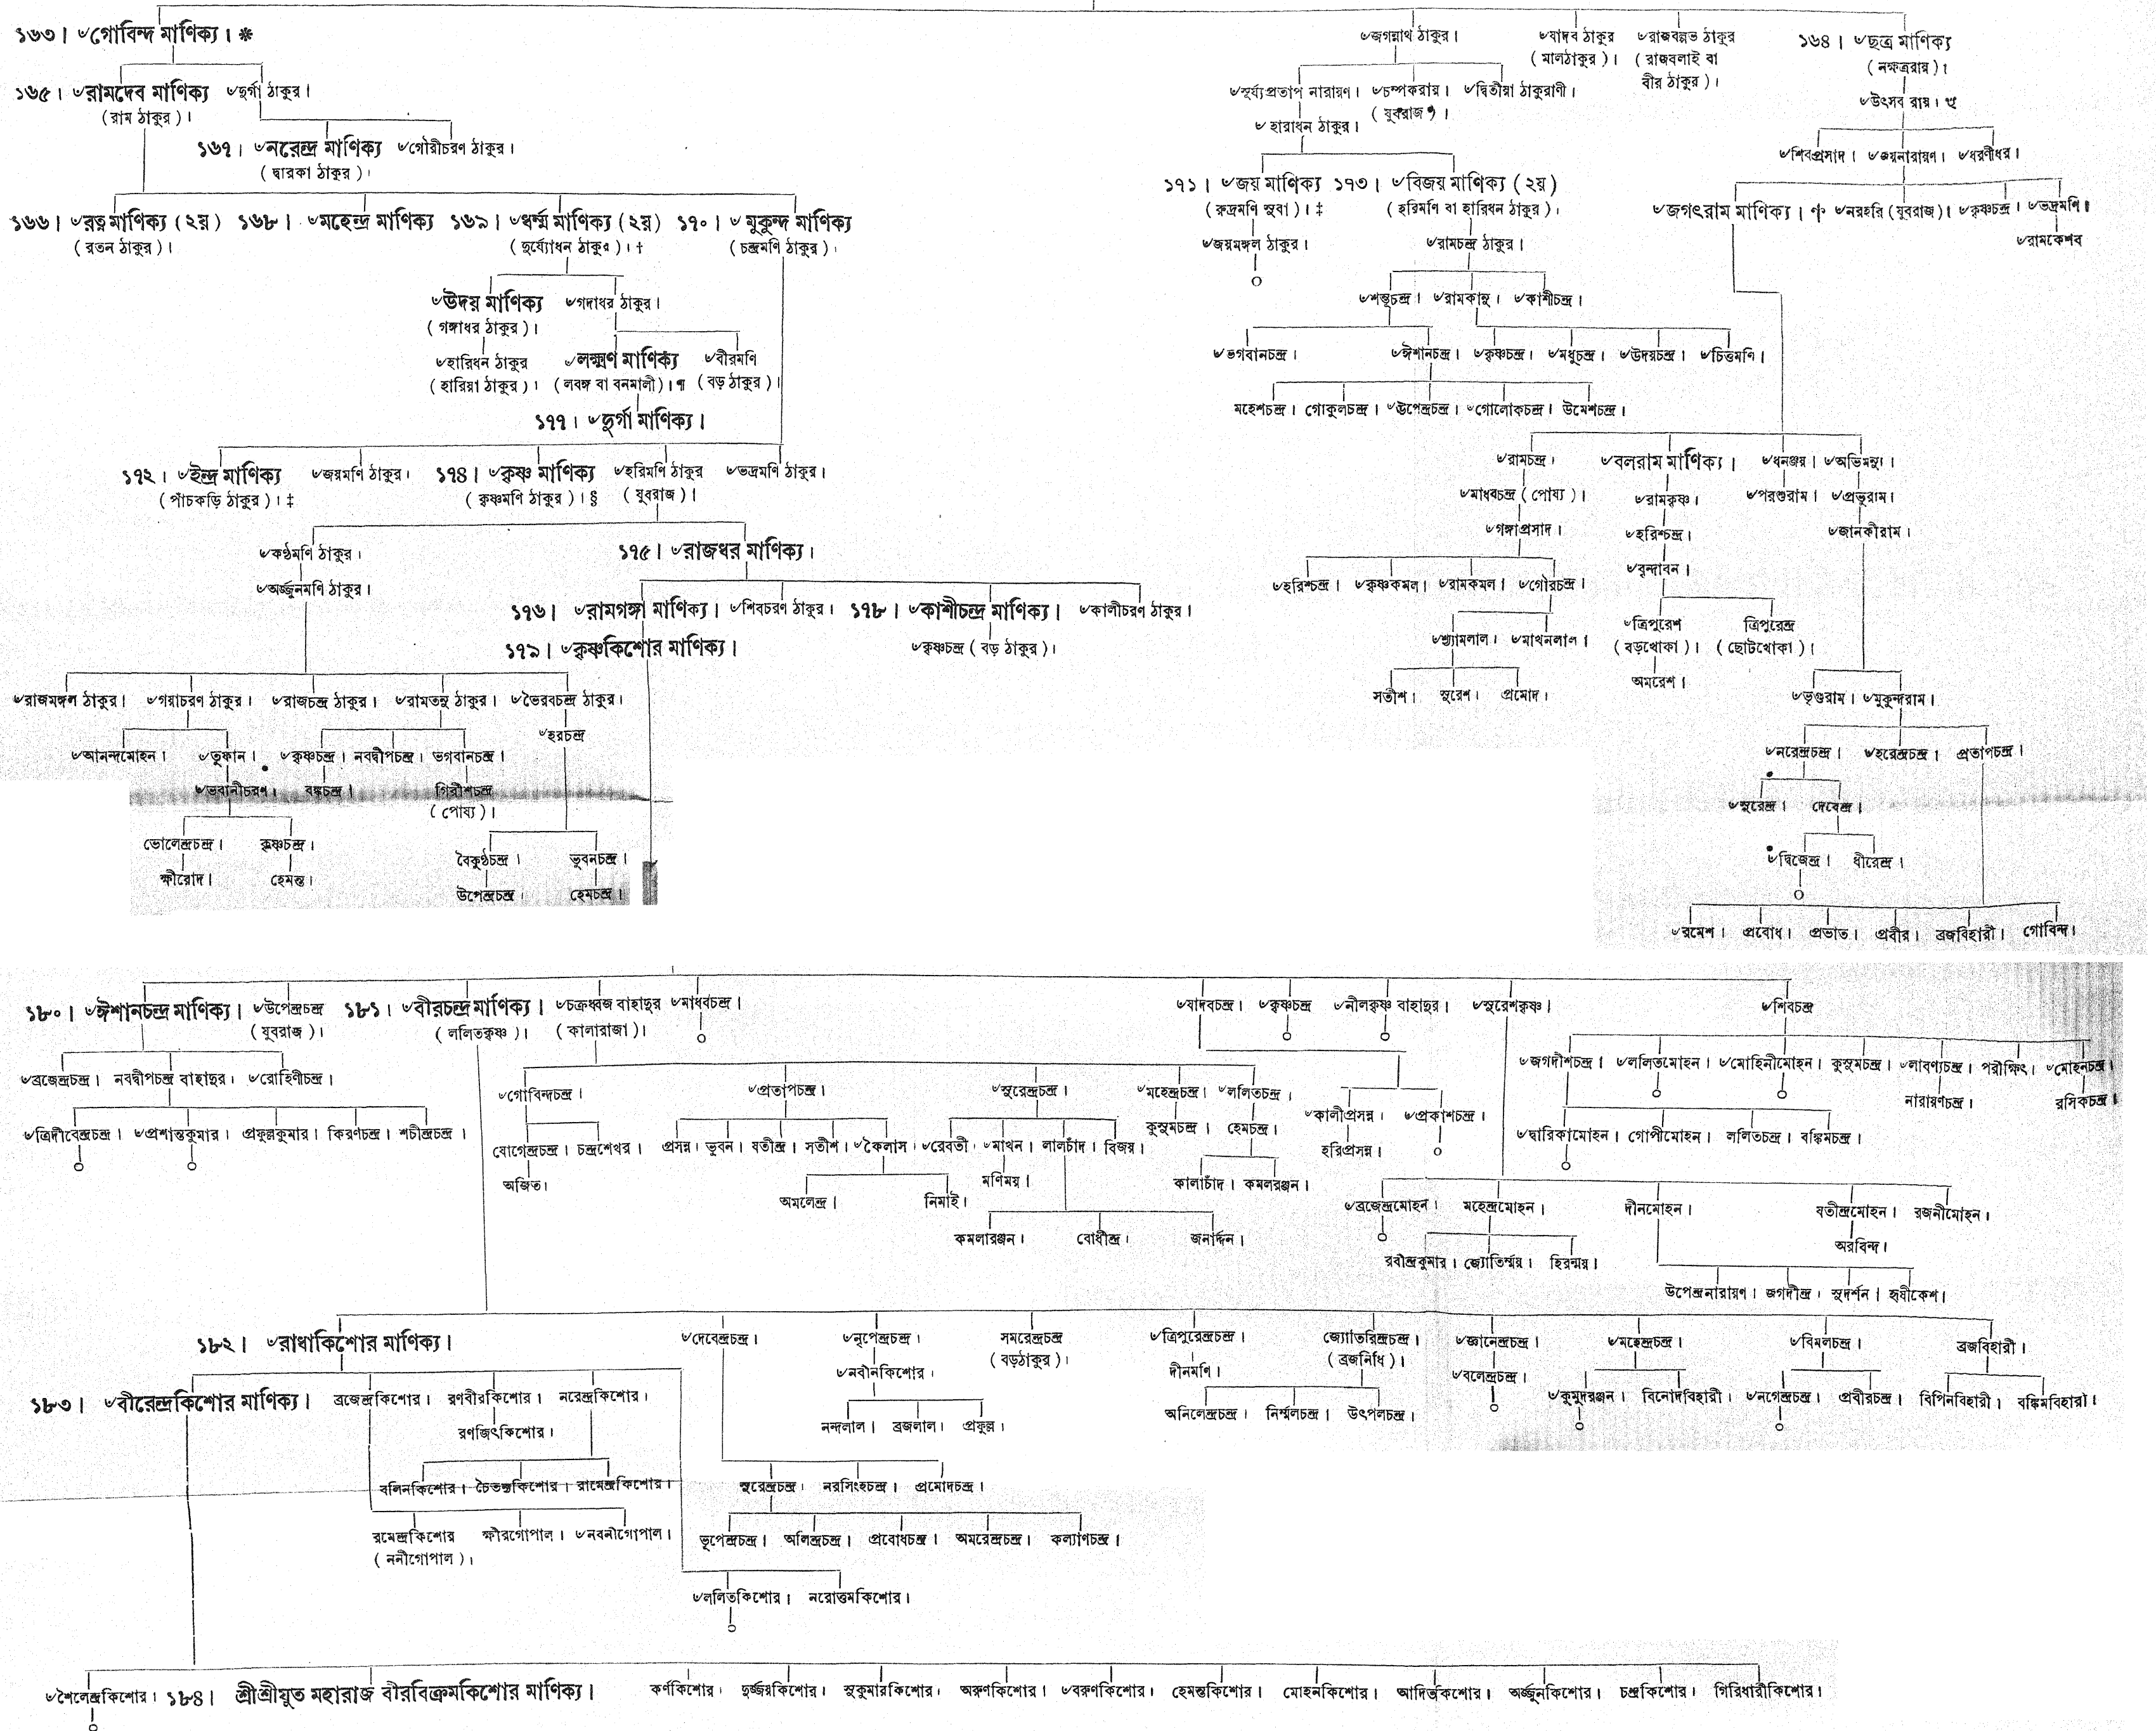 ১৬৩। ৺গোবিন্দ মাণিক্য। *
৺জগন্নাথ ঠাকুর।
৺যাদব ঠাকুর
(মালঠাকুর)।
৺রাজবল্লভ ঠাকুর
(রাজবলাই বা
বীর ঠাকুর)।
১৬৪। ৺ছত্র মাণিক্য
(নক্ষত্ররায়)।
১৬৫। ৺রামদেব মাণিক্য
(রাম ঠাকুর)।
৺দুর্গা ঠাকুর।
৺সূর্য্যপ্রতাপ নারায়ণ। ৺চম্পকরায়। ৺দ্বিতীয়া ঠাকুরাণী।
(যুবরাজ)।
৺উৎসব রায়।
৺হারাধন ঠাকুর।
১৬৭। ৺নরেন্দ্র মাণিক্য ৺গৌরীচরণ ঠাকুর।
(দ্বারকা ঠাকুর)।
৺শিবপ্রসাদ। ৺জয়নারায়ণ। ৺ধরণীধর।
১৭১। ৺জয় মাণিক্য ১৭৩। ৺বিজয় মাণিক্য (২য়)
(রুদ্রমণি সুবা)। ‡ (হরিমণি বা হারিধন ঠাকুর)।
৺জগৎরাম মাণিক্য। ৺নরহরি (যুবরাজ)। ৺কৃষ্ণচন্দ্র। ৺ভদ্রমণি।
৺রামকেশব
১৬৬। ৺রত্ন মাণিক্য (২য়) ১৬৮। ৺মহেন্দ্র মাণিক্য ১৬৯। ৺ধর্ম্ম মাণিক্য (২য়) ১৭০। ৺মুকুন্দ মাণিক্য
(রতন ঠাকুর)। (দুর্য্যোধন ঠাকুর)। † (চন্দ্রমণি ঠাকুর)।
৺জয়মঙ্গল ঠাকুর। ৺রামচন্দ্র ঠাকুর।
৺উদয় মাণিক্য ৺গদাধর ঠাকুর।
(গঙ্গাধর ঠাকুর)।
৺শম্ভুচন্দ্র। ৺রামকানু। ৺কাশীচন্দ্র।
৺হারিধন ঠাকুর ৺লক্ষ্মণ মাণিক্য ৺বীরমণি
(হারিয়া ঠাকুর)। (লবঙ্গ বা বনমালী)।¶ (বড় ঠাকুর)।
৺ভগবানচন্দ্র। ৺ঈশানচন্দ্র। ৺কৃষ্ণচন্দ্র। ৺মধুচন্দ্র। ৺উদয়চন্দ্র। ৺চিত্তমণি।
মহেশচন্দ্র। গোকুলচন্দ্র। ৺উপেন্দ্রচন্দ্র। ৺গোলোকচন্দ্র। উমেশচন্দ্র।
১৭৭। ৺দুর্গা মাণিক্য।
১৭২। ৺ইন্দ্র মাণিক্য ৺জয়মণি ঠাকুর। ১৭৪। ৺কৃষ্ণ মাণিক্য ৺হরিমণি ঠাকুর ৺ভদ্রমণি ঠাকুর।
(পাঁচকড়ি ঠাকুর)। ‡ (কৃষ্ণমণি ঠাকুর)। § (যুবরাজ)।
৺রামচন্দ্র। ৺বলরাম মাণিক্য। ৺ধনঞ্জয়। ৺অভিমন্যু।
৺মাধবচন্দ্র (পোষ্য)। ৺রামকৃষ্ণ। ৺পরশুরাম। ৺প্রভুরাম।
৺গঙ্গাপ্রসাদ। ৺হরিশ্চন্দ্র। ৺জানকীরাম।
৺বৃন্দাবন।
৺কণ্ঠমণি ঠাকুর। ১৭৫। ৺রাজধর মাণিক্য।
৺অর্জ্জুনমণি ঠাকুর।
৺হরিশ্চন্দ্র। ৺কৃষ্ণকমল। ৺রামকমল। ৺গৌরচন্দ্র।
১৭৬। ৺রামগঙ্গা মাণিক্য। ৺শিবচরণ ঠাকুর। ১৭৮। ৺কাশীচন্দ্র মাণিক্য। ৺কালীচরণ ঠাকুর।
১৭৯। ৺কৃষ্ণকিশোর মাণিক্য। ৺কৃষ্ণচন্দ্র (বড় ঠাকুর)।
৺শ্যামলাল। ৺মাখনলাল।
৺ত্রিপুরেশ ত্রিপুরেন্দ্র
(বড়খোকা)। (ছোটখোকা)।
অমরেশ।
সতীশ। সুরেশ। প্রমোদ।
৺ভৃগুরাম। ৺মুকুন্দরাম।
৺রাজমঙ্গল ঠাকুর। ৺গয়াচরণ ঠাকুর। ৺রাজচন্দ্র ঠাকুর। ৺রামতনু ঠাকুর। ৺ভৈরবচন্দ্র ঠাকুর।
৺হরচন্দ্র
৺আনন্দমোহন। ৺তুফান। ৺কৃষ্ণচন্দ্র। নবদ্বীপচন্দ্র। ভগবানচন্দ্র।
৺নরেন্দ্রচন্দ্র। ৺হরেন্দ্রচন্দ্র। প্রতাপচন্দ্র।
৺ভবানীচরণ। বঙ্কচন্দ্র। গিরীশচন্দ্র
(পোষ্য)।
৺সুরেন্দ্র। দেবেন্দ্র।
ভোলেন্দ্রচন্দ্র। কৃষ্ণচন্দ্র। বৈকুণ্ঠচন্দ্র। ভুবনচন্দ্র।
ক্ষীরোদ। হেমন্ত। উপেন্দ্রচন্দ্র। হেমচন্দ্র।
৺দ্বিজেন্দ্র। ধীরেন্দ্র।
৺রমেশ। প্রবোধ। প্রভাত। প্রবীর। ব্রজবিহারী। গোবিন্দ।
১৮০। ৺ঈশানচন্দ্র মাণিক্য। ৺উপেন্দ্রচন্দ্র ১৮১। ৺বীরচন্দ্র মাণিক্য। ৺চক্রধ্বজ বাহাদুর ৺মাধবচন্দ্র।
(যুবরাজ)। (ললিতকৃষ্ণ)। (কালারাজা)।
৺যাদবচন্দ্র। ৺কৃষ্ণচন্দ্র ৺নীলকৃষ্ণ বাহাদুর। ৺সুরেশকৃষ্ণ। ৺শিবচন্দ্র
৺ব্রজেন্দ্রচন্দ্র। নবদ্বীপচন্দ্র বাহাদুর। ৺রোহিণীচন্দ্র।
৺গোবিন্দচন্দ্র। ৺প্রতাপচন্দ্র। ৺সুরেন্দ্রচন্দ্র। ৺মহেন্দ্রচন্দ্র। ৺ললিতচন্দ্র।
কুসুমচন্দ্র। হেমচন্দ্র।
৺জগদীশচন্দ্র। ৺ললিতমোহন। ৺মোহিনীমোহন। কুসুমচন্দ্র। ৺লাবণ্যচন্দ্র। পরীক্ষিৎ। ৺মোহনচন্দ্র।
নারায়ণচন্দ্র। রসিকচন্দ্র।
৺কালীপ্রসন্ন। ৺প্রকাশচন্দ্র।
হরিপ্রসন্ন।
৺ত্রিদীবেন্দ্রচন্দ্র। ৺প্রশান্তকুমার। প্রফুল্লকুমার। কিরণচন্দ্র। শচীন্দ্রচন্দ্র।
যোগেন্দ্রচন্দ্র। চন্দ্রশেখর। প্রসন্ন। ভুবন। যতীন্দ্র। সতীশ। ৺কৈলাস। ৺রেবতী। ৺মাখন। লালচাঁদ। বিজয়।
৺দ্বারিকামোহন। গোপীমোহন। ললিতচন্দ্র। বঙ্কিমচন্দ্র।
অজিত। অমলেন্দ্র। নিমাই। মণিময়। কালাচাঁদ। কমলরঞ্জন।
কমলারঞ্জন। বোধীন্দ্র। জনার্দ্দন।
৺ব্রজেন্দ্রমোহন। মহেন্দ্রমোহন। দীনমোহন। যতীন্দ্রমোহন। রজনীমোহন।
অরবিন্দ।
রবীন্দ্রকুমার। জ্যোতির্ম্ময়। হিরন্ময়।
উপেন্দ্রনারায়ণ। জগদীন্দ্র। সুদর্শন। হৃষীকেশ।
১৮২। ৺রাধাকিশোর মাণিক্য। ৺দেবেন্দ্রচন্দ্র। ৺নৃপেন্দ্রচন্দ্র। সমরেন্দ্রচন্দ্র ৺ত্রিপুরেন্দ্রচন্দ্র। জ্যোতিরিন্দ্রচন্দ্র। ৺জ্ঞানেন্দ্রচন্দ্র। ৺মহেন্দ্রচন্দ্র। ৺বিমলচন্দ্র। ব্রজবিহারী।
৺নবীনকিশোর। (বড়ঠাকুর)। দীনমণি। (ব্রজনিধি)। ৺বলেন্দ্রচন্দ্র।
১৮৩। ৺বীরেন্দ্রকিশোর মাণিক্য। ব্রজেন্দ্রকিশোর। রণবীরকিশোর। নরেন্দ্রকিশোর।
রণজিৎকিশোর।
নন্দলাল। ব্রজলাল। প্রফুল্ল।
অনিলেন্দ্রচন্দ্র। নির্ম্মলচন্দ্র। উৎপলচন্দ্র।
৺কুমুদরঞ্জন। বিনোদবিহারী। ৺নগেন্দ্রচন্দ্র। প্রবীরচন্দ্র। বিপিনবিহারী। বঙ্কিমবিহারী।
বলিনকিশোর। চৈতন্যকিশোর। রামেন্দ্রকিশোর।
সুরেন্দ্রচন্দ্র। নরসিংহচন্দ্র। প্রমোদচন্দ্র।
রমেন্দ্রকিশোর ক্ষীরগোপাল। ৺নবনীগোপাল।
(ননীগোপাল)।
ভূপেন্দ্রচন্দ্র। অলিন্দ্রচন্দ্র। প্রবোধচন্দ্র। অমরেন্দ্রচন্দ্র। কল্যাণচন্দ্র।
৺ললিতকিশোর। নরোত্তমকিশোর।
৺শৈলেন্দ্রকিশোর। ১৮৪। শ্রীশ্রীযুত মহারাজ বীরবিক্রমকিশোর মাণিক্য। কর্ণকিশোর। দুর্জ্জয়কিশোর। সুকুমারকিশোর। অরুণকিশোর। ৺বরুণকিশোর। হেমন্তকিশোর। মোহনকিশোর। আদিত্যকিশোর। অর্জ্জুনকিশোর। চন্দ্রকিশোর। গিরিধারীকিশোর।